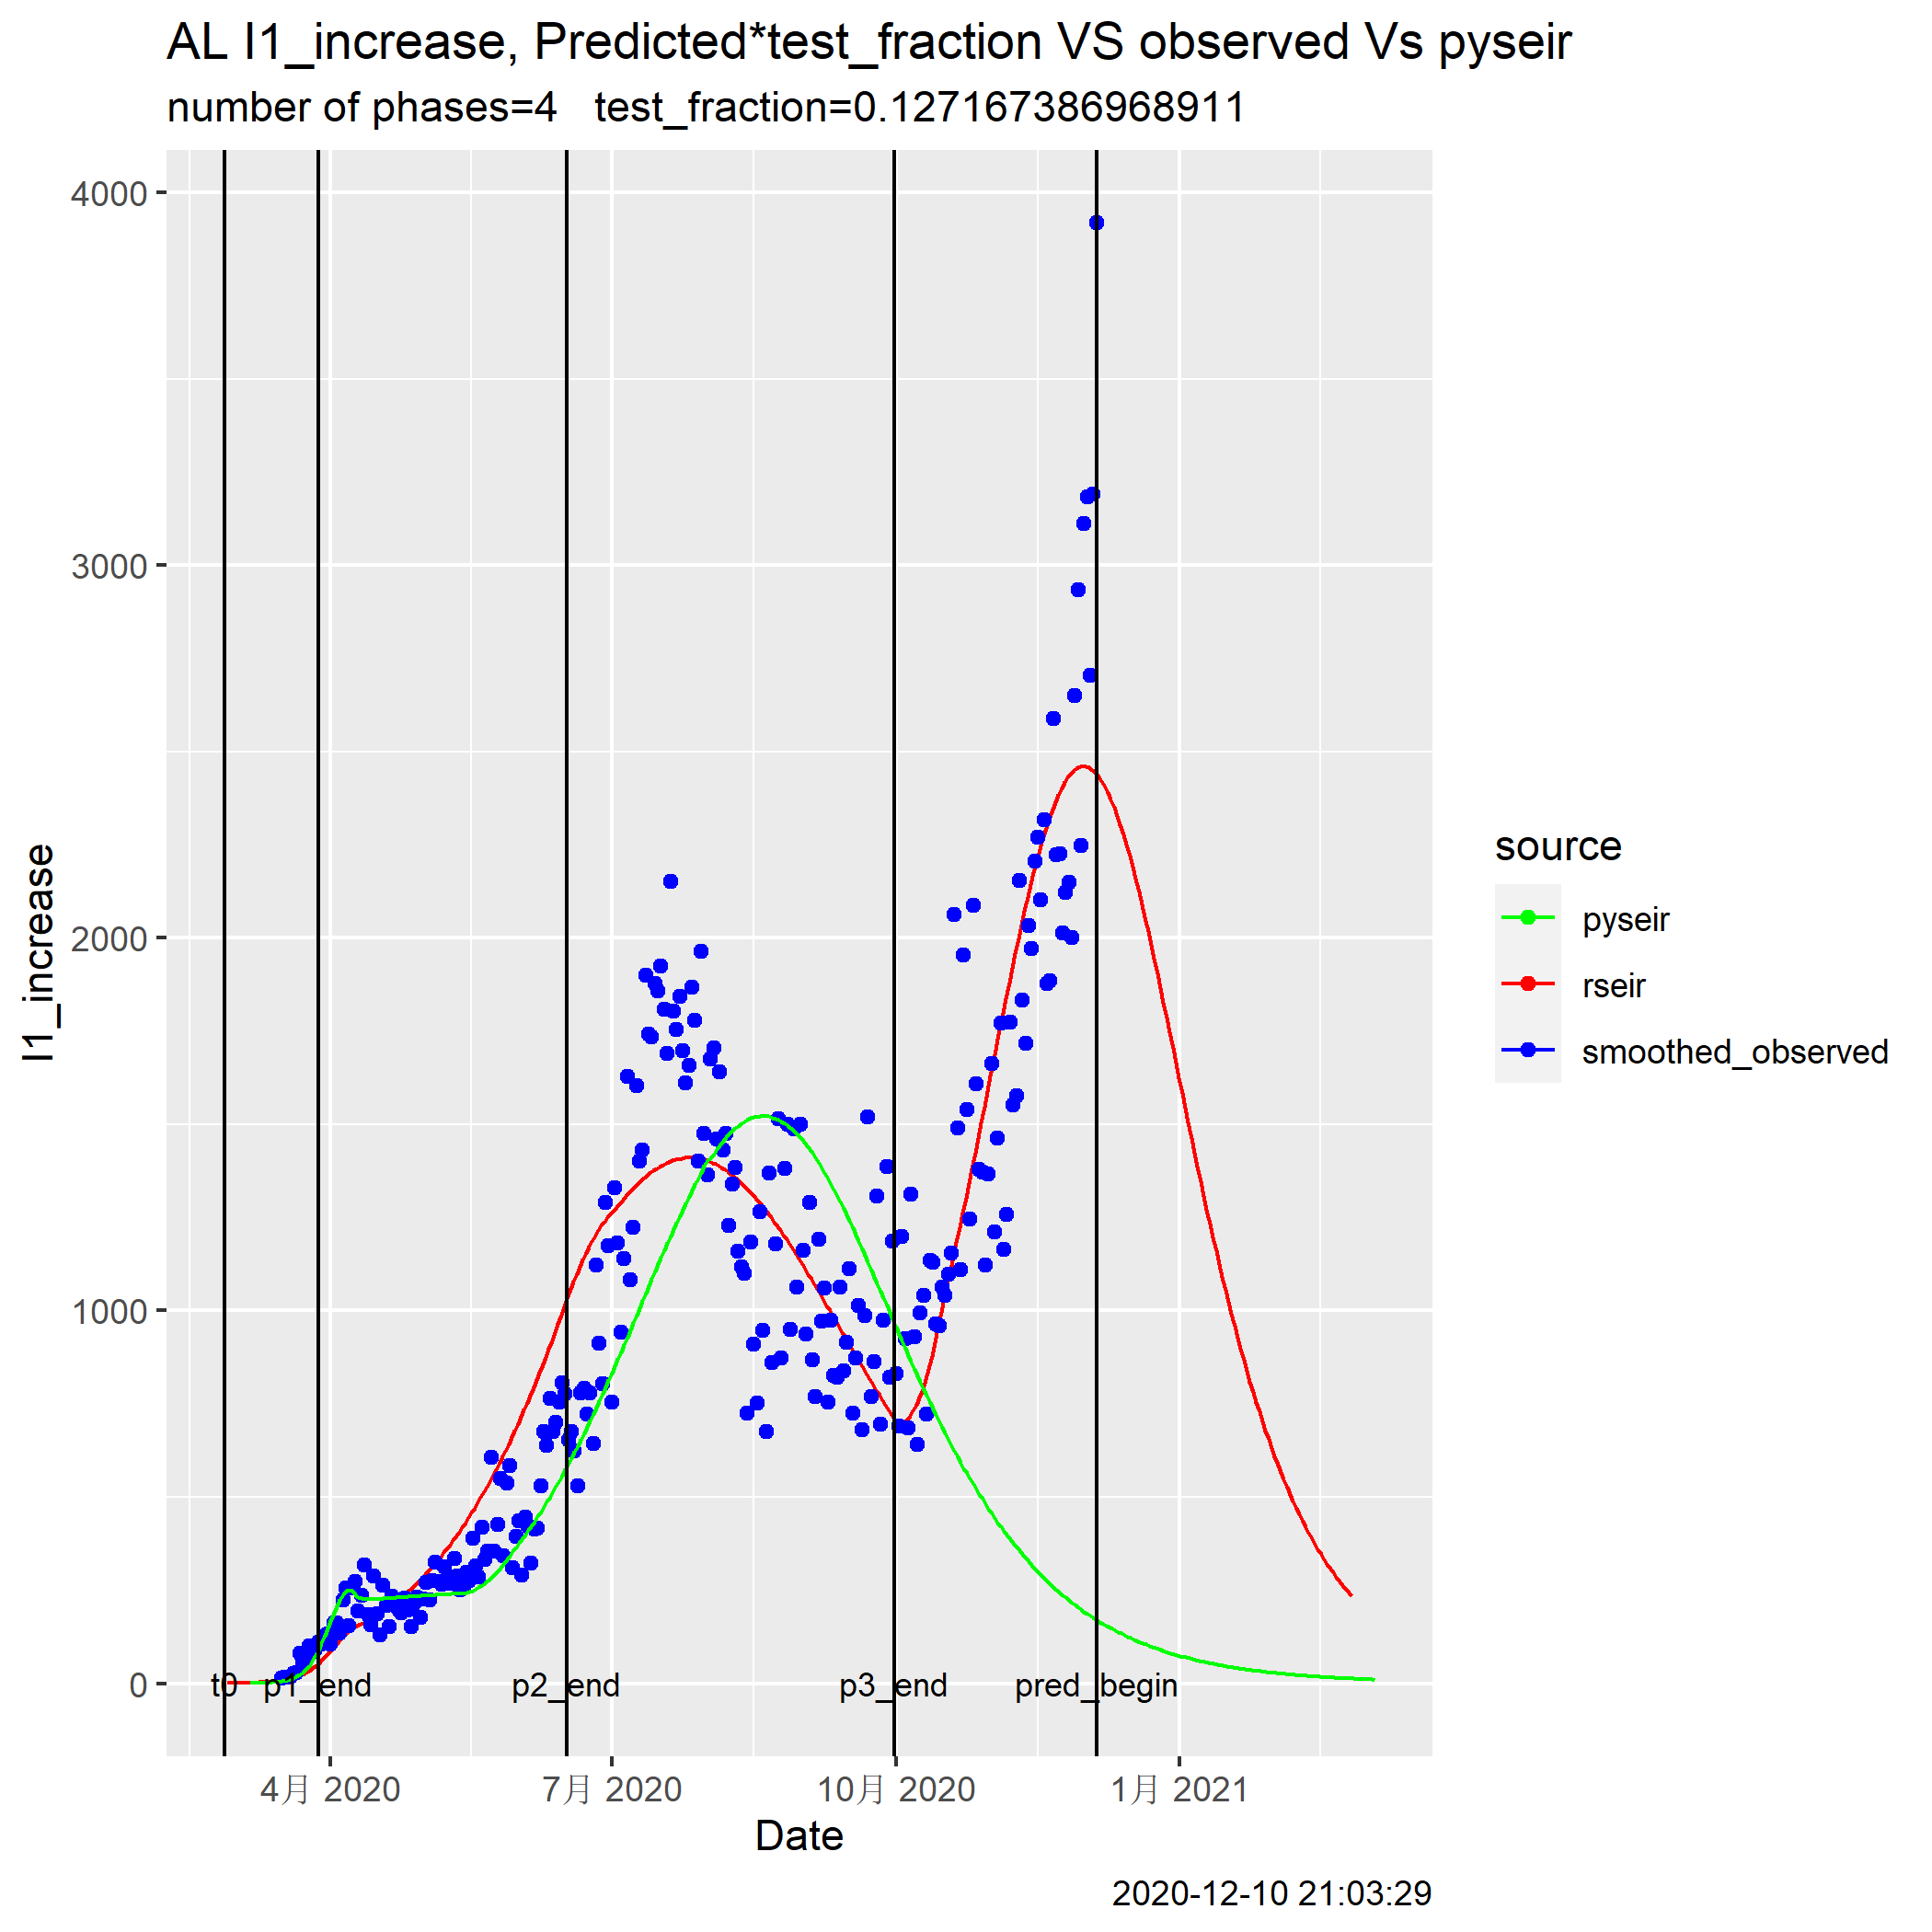 AL I1_increase, Predicted*test_fraction VS observed Vs pyseir
number of phases=4   test_fraction=0.127167386968911
4000
3000
2000
1000
0
I1_increase
t0 p1_end p2_end p3_end pred_begin
4月 2020 7月 2020 10月 2020 1月 2021
Date
source
pyseir
rseir
smoothed_observed
2020-12-10 21:03:29